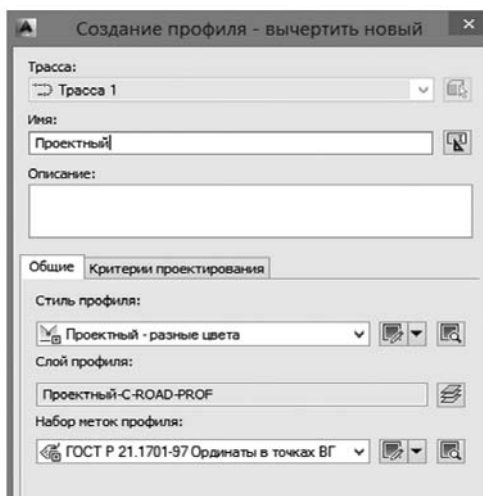 Создание профиля - вычертить новый
Трасса:
Трасса 1
Имя:
Проектный
Описание:
Общие Критерии проектирования
Стиль профиля:
Проектный - разные цвета
Слой профиля:
Проектный-C-ROAD-PROF
Набор меток профиля:
ГОСТ Р 21.1701-97 Ординаты в точках ВГ